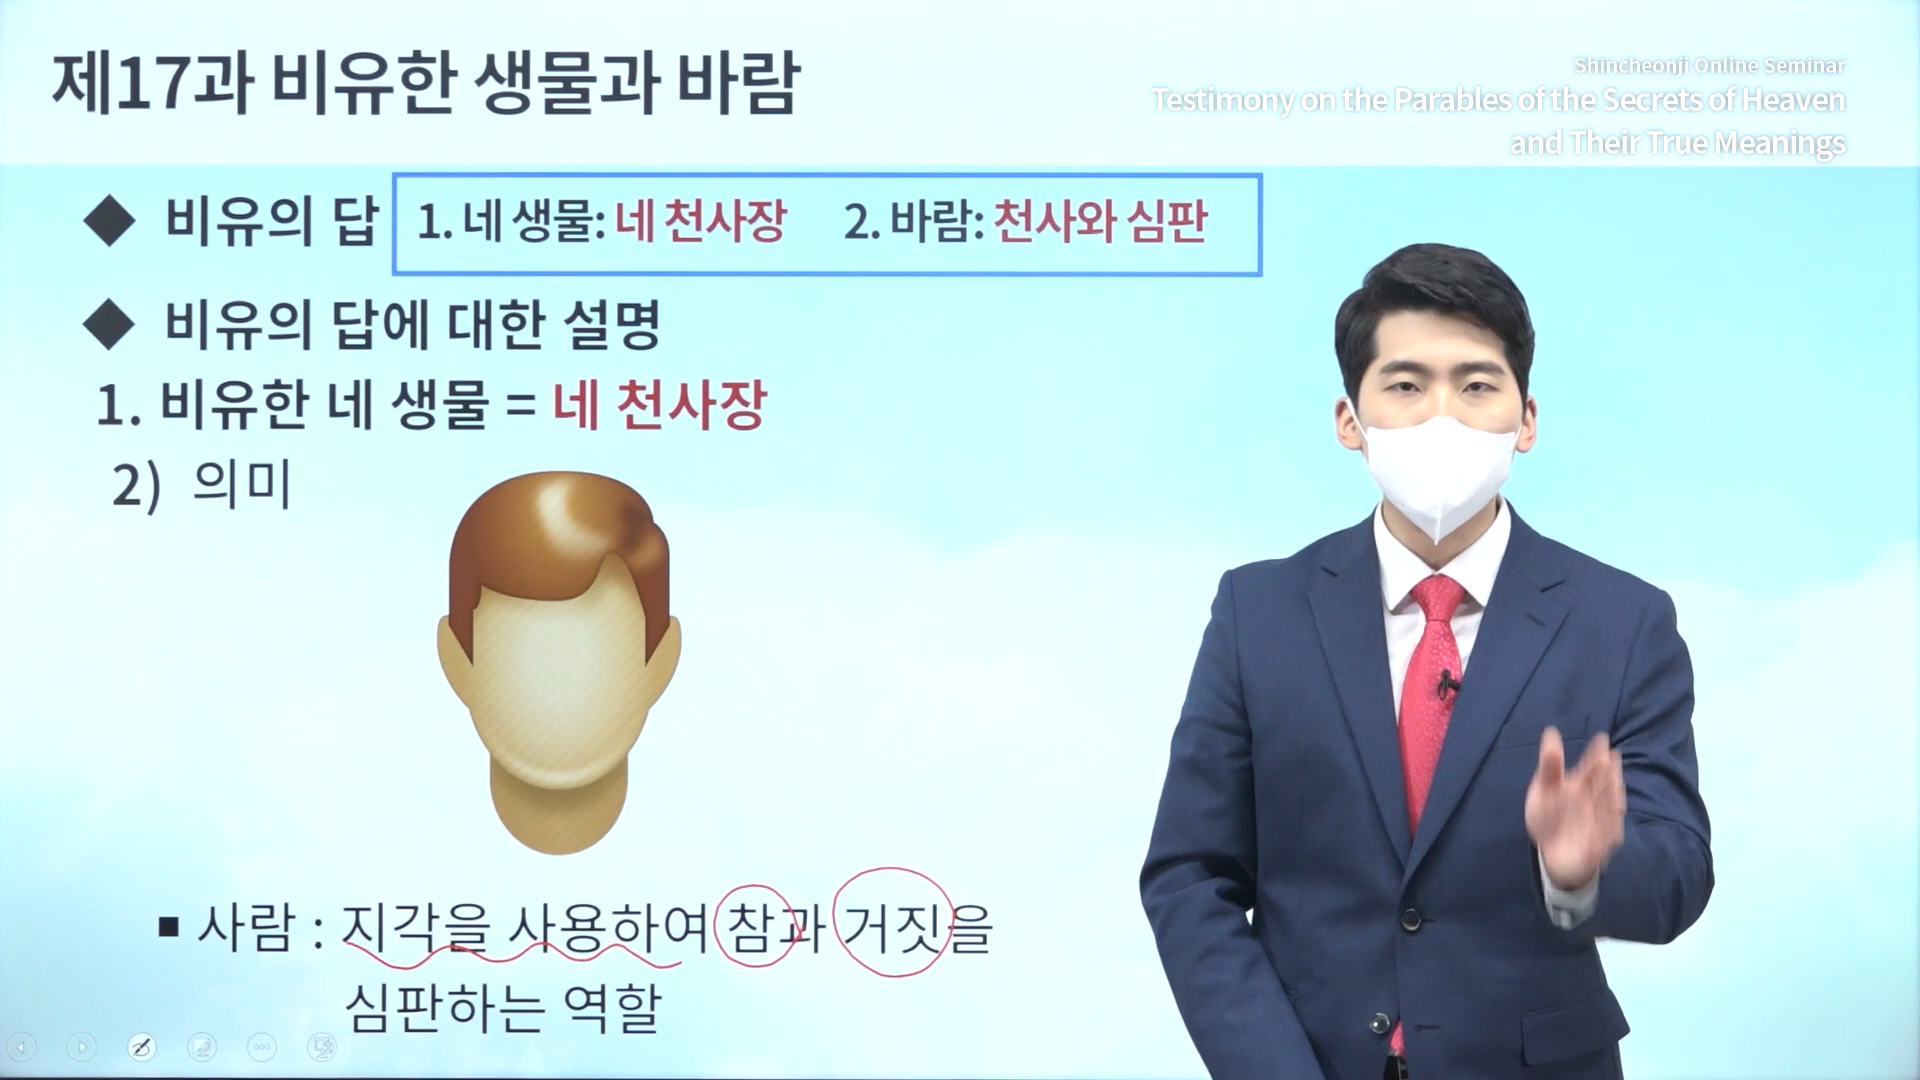 제17과 비유한 생물과 바람
Shincheonji Online Seminar
Testimony on the Parables of the Secrets of Heaven
and Their True Meanings
◆ 비유의 답 1. 네 생물: 네 천사장 2. 바람: 천사와 심판
◆ 비유의 답에 대한 설명
1. 비유한 네 생물 = 네 천사장
2) 의미
▪ 사람 : 지각을 사용하여 참과 거짓을
심판하는 역할